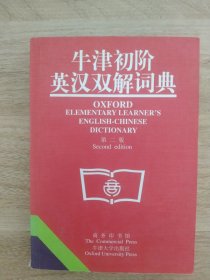 牛津初阶
英汉双解词典
OXFORD
ELEMENTARY LEARNER'S
ENGLISH-CHINESE
DICTIONARY
第二版
Second edition
商务印书馆
The Commercial Press
牛津大学出版社
Oxford University Press